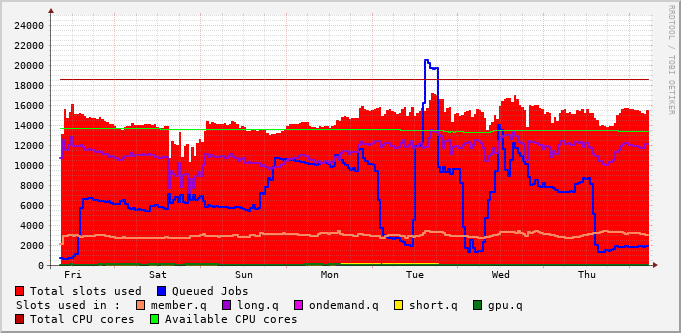 RRDTOOL / TOBI OETIKER
24000
22000
20000
18000
16000
14000
12000
10000
8000
6000
4000
2000
0
Fri Sat Sun Mon Tue Wed Thu
Total slots used Queued Jobs
Slots used in : member.q long.q ondemand.q short.q gpu.q
Total CPU cores Available CPU cores